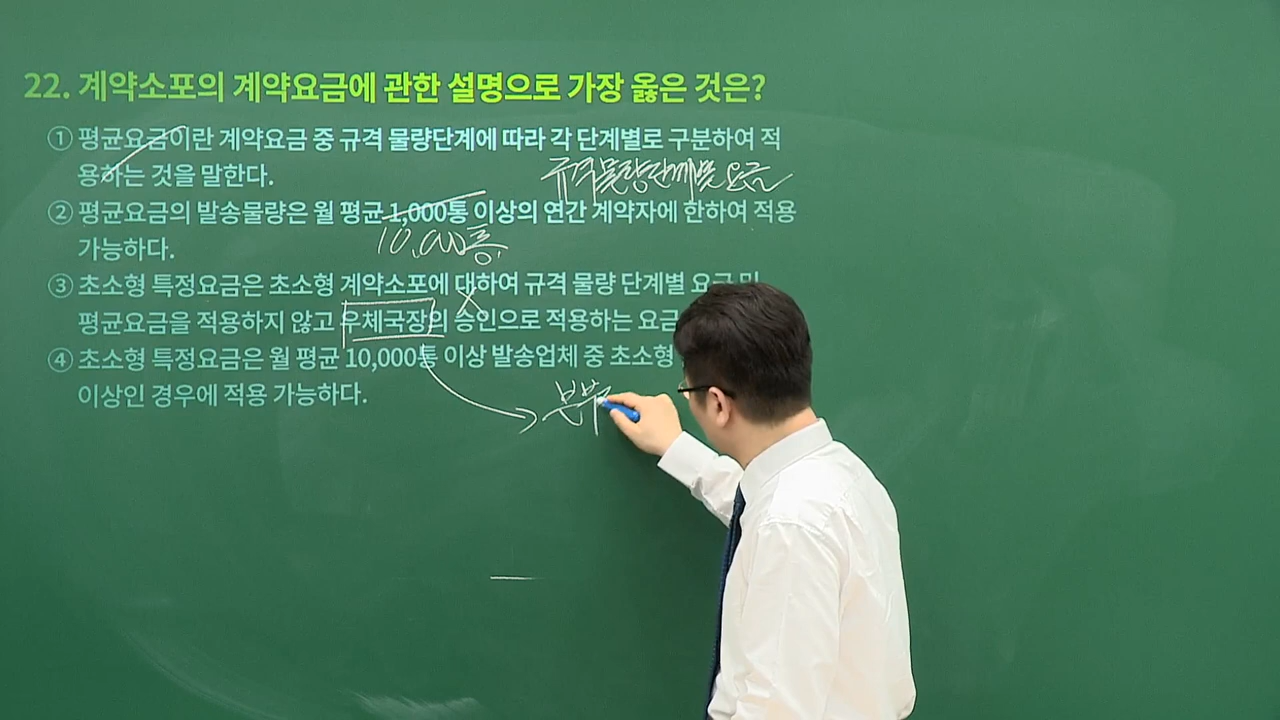 22. 계약소포의 계약요금에 관한 설명으로 가장 옳은 것은?
① 평균요금이란 계약요금 중 규격 물량단계에 따라 각 단계별로 구분하여 적
용하는 것을 말한다.
규격물량단계별 요금
② 평균요금의 발송물량은 월 평균 1,000통 이상의 연간 계약자에 한하여 적용
가능하다.
10,000통
③ 초소형 특정요금은 초소형 계약소포에 대하여 규격 물량 단계별 요금 및
평균요금을 적용하지 않고 우체국장의 승인으로 적용하는 요금
④ 초소형 특정요금은 월 평균 10,000통 이상 발송업체 중 초소형
이상인 경우에 적용 가능하다.